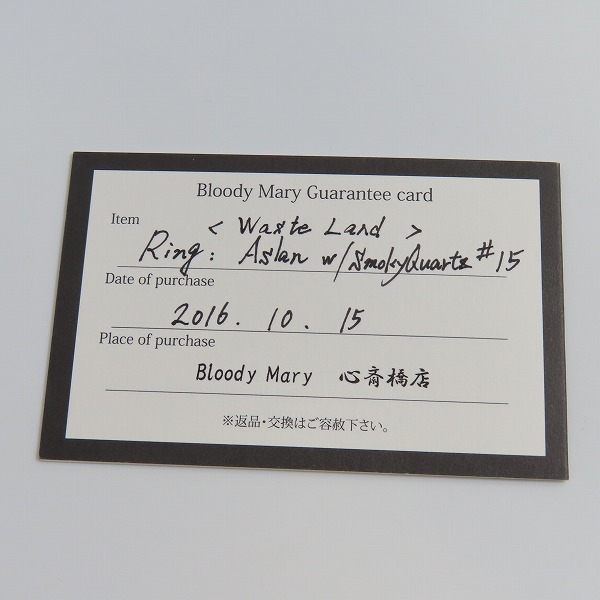 Bloody Mary Guarantee card
Item
< Waste Land >
Ring: Aslan w/SmokyQuartz #15
Date of purchase
2016. 10. 15
Place of purchase
Bloody Mary 心斎橋店
※返品・交換はご容赦下さい。